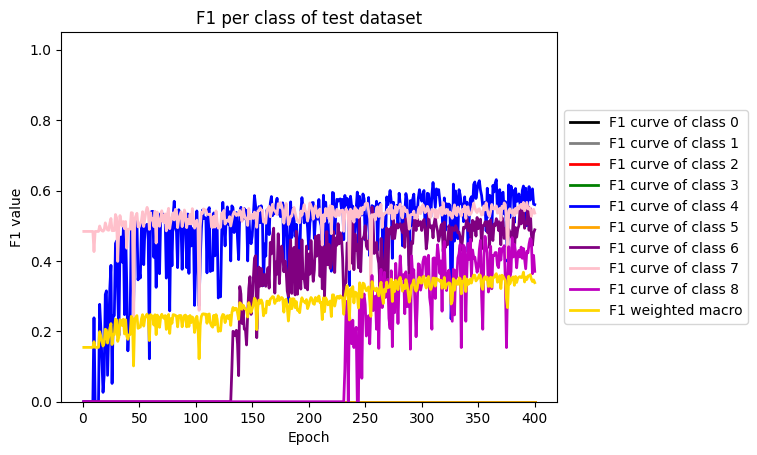 F1 per class of test dataset
1.0
0.8
0.6
0.4
0.2
0.0
F1 value
0 50 100 150 200 250 300 350 400
Epoch
F1 curve of class 0
F1 curve of class 1
F1 curve of class 2
F1 curve of class 3
F1 curve of class 4
F1 curve of class 5
F1 curve of class 6
F1 curve of class 7
F1 curve of class 8
F1 weighted macro